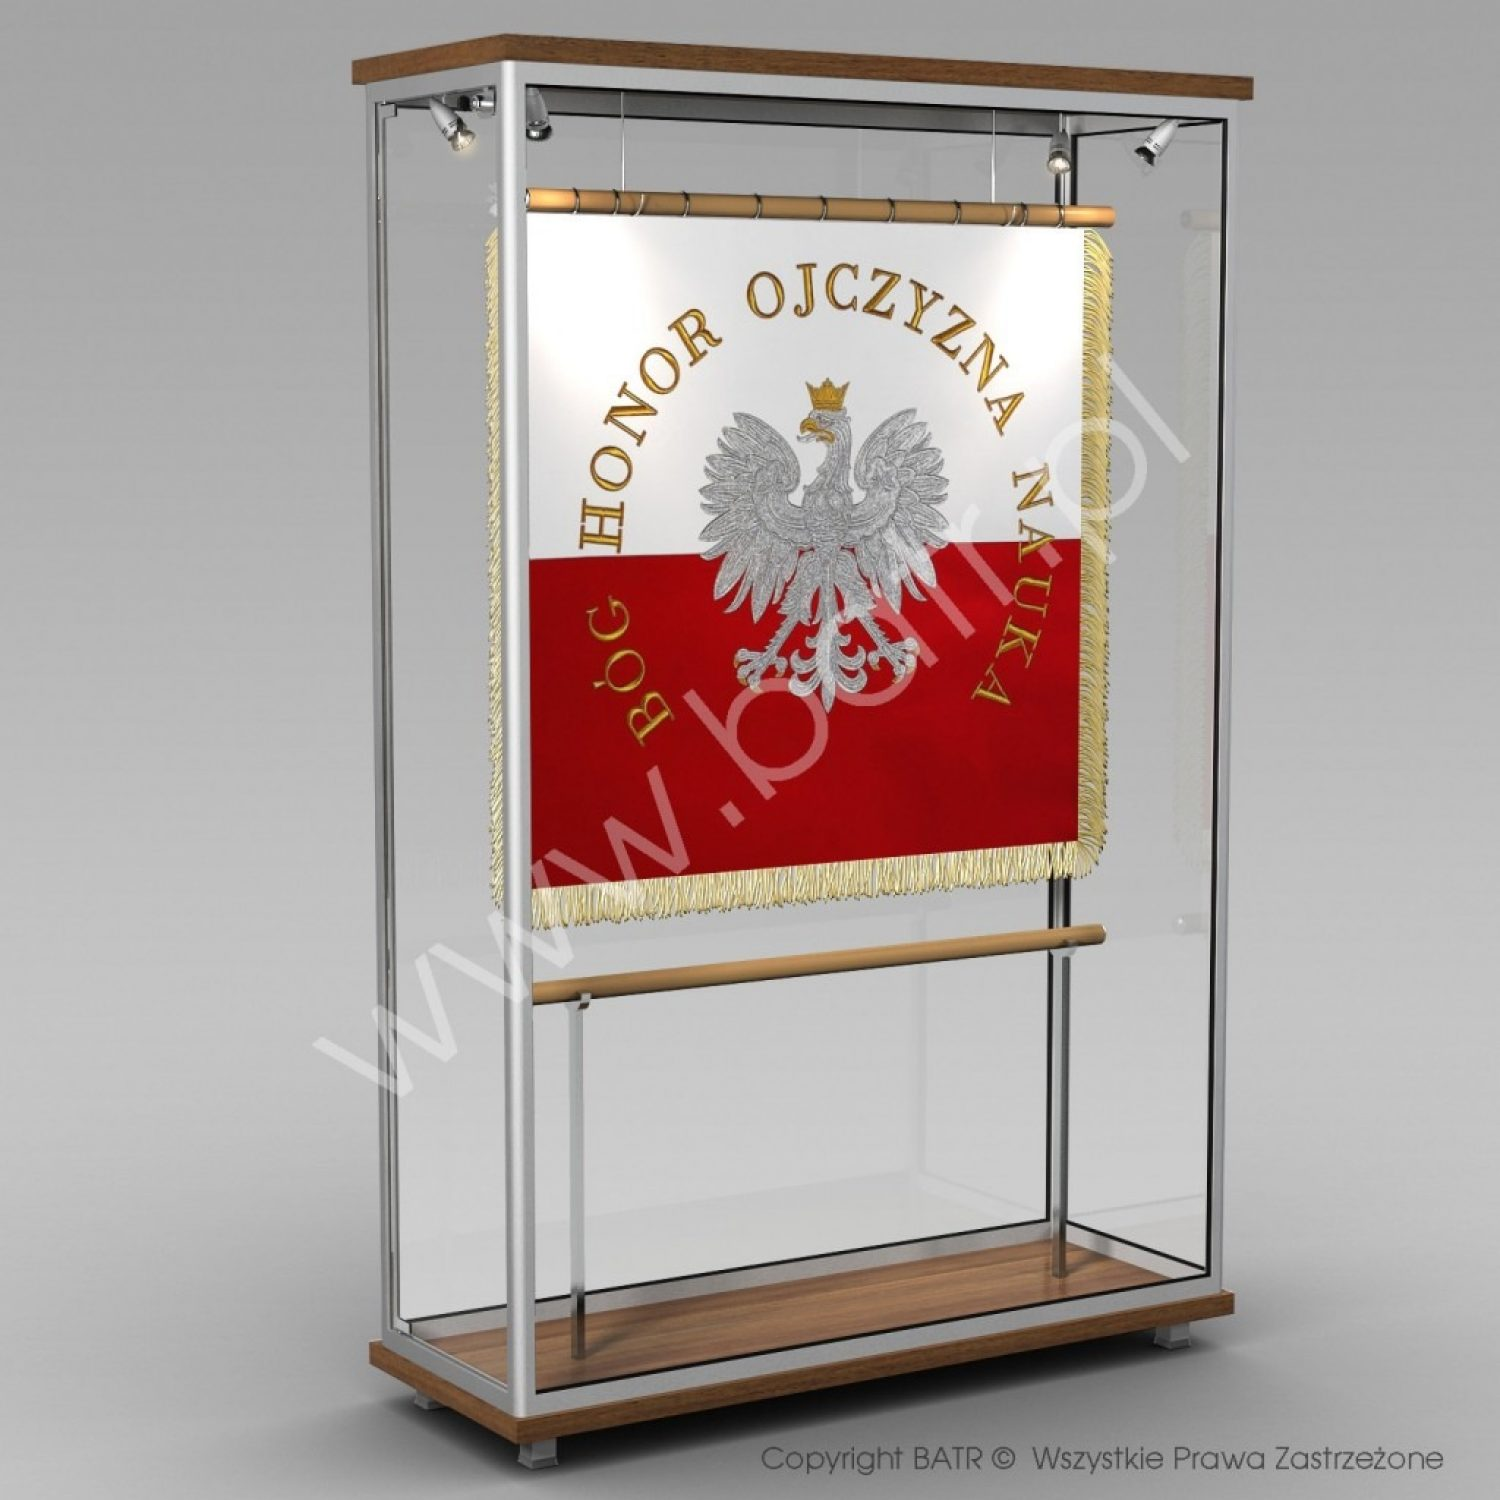 BÓG HONOR OJCZYZNA NAUKA
www.batr.pl
Copyright BATR © Wszystkie Prawa Zastrzeżone